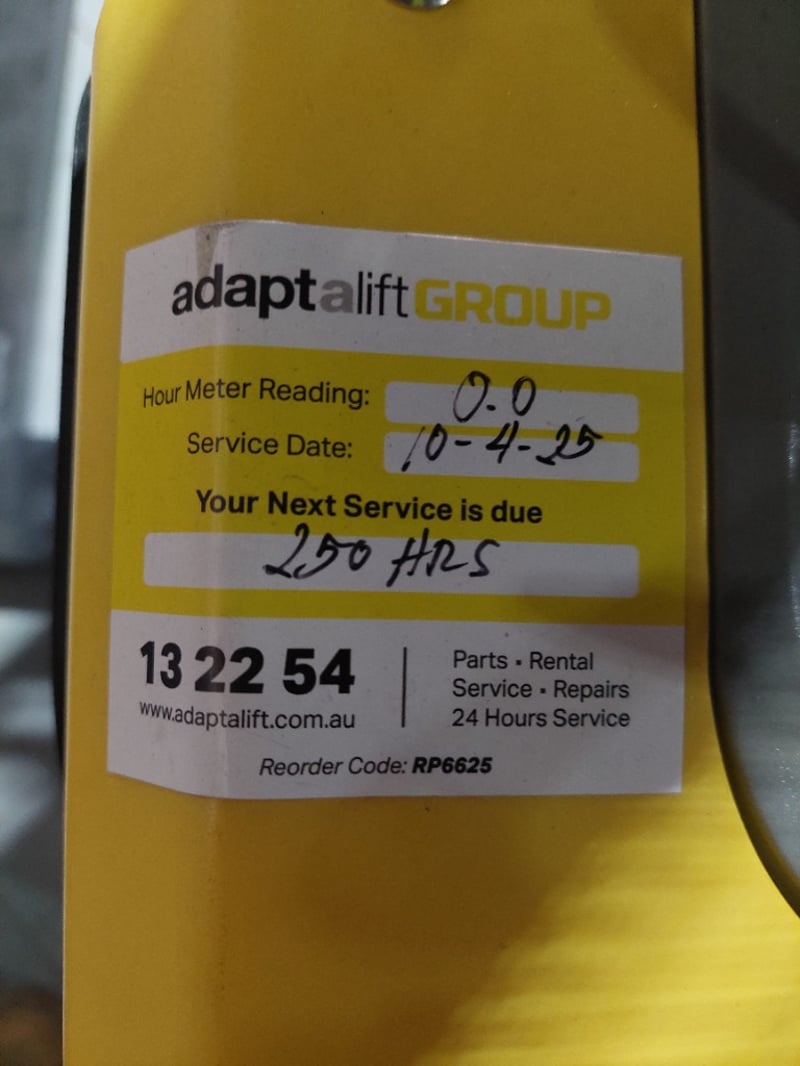 adaptaliftGROUP
Hour Meter Reading: 0.0
Service Date: 10-4-25
Your Next Service is due
250 HRS
13 22 54
www.adaptalift.com.au
Parts ▪ Rental
Service ▪ Repairs
24 Hours Service
Reorder Code: RP6625